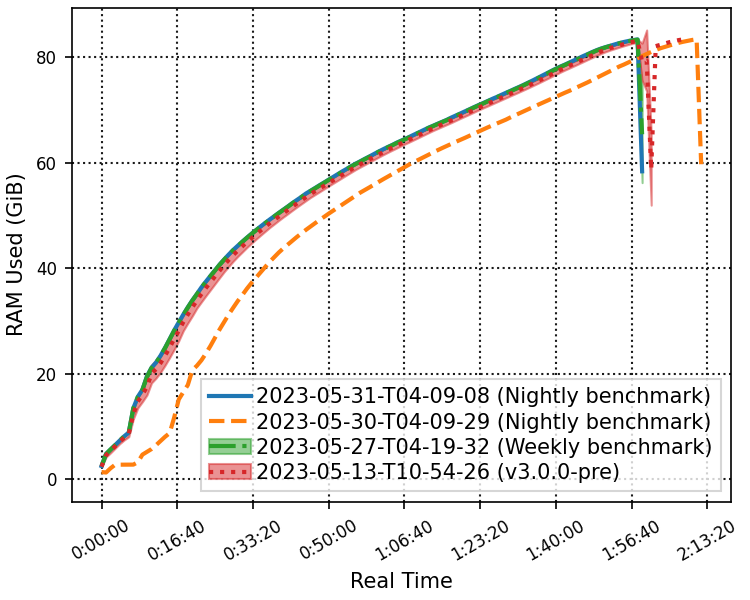 80
60
40
20
0
RAM Used (GiB)
2023-05-31-T04-09-08 (Nightly benchmark)
2023-05-30-T04-09-29 (Nightly benchmark)
2023-05-27-T04-19-32 (Weekly benchmark)
2023-05-13-T10-54-26 (v3.0.0-pre)
0:00:00
0:16:40
0:33:20
0:50:00
1:06:40
1:23:20
1:40:00
1:56:40
2:13:20
Real Time